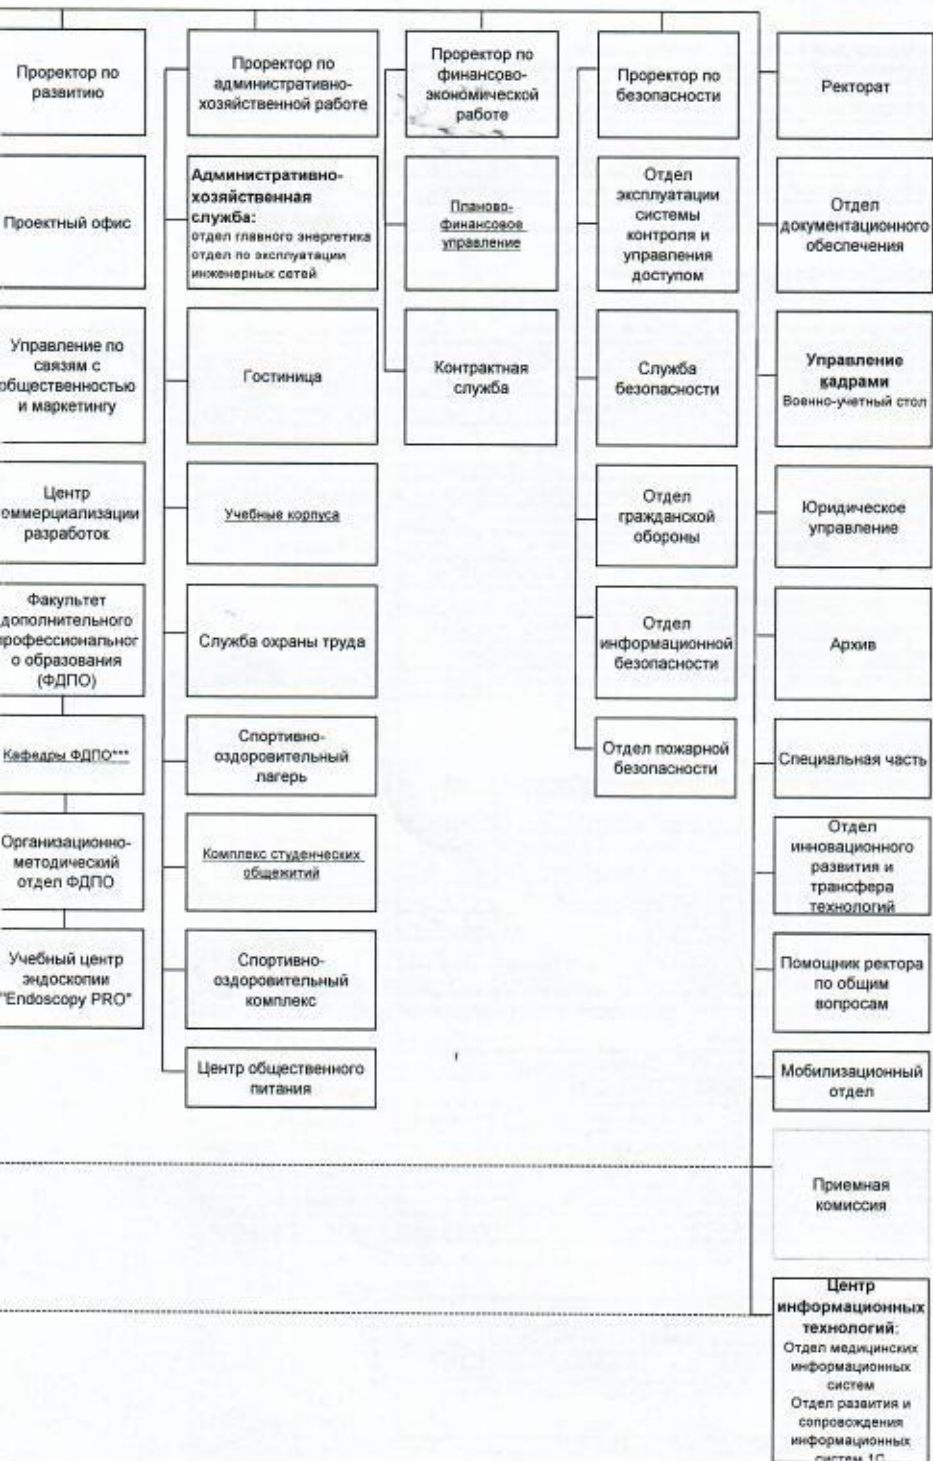 Проректор по
развитию
Проектный офис
Управление по
связям с
общественностью
и маркетингу
Центр
оммерциализации
разработок
Факультет
дополнительного
профессиональног
о образования
(ФДПО)
Кафедры ФДПО***
Организационно-
методический
отдел ФДПО
Учебный центр
эндоскопии
"Endoscopy PRO"
Проректор по
административно-
хозяйственной работе
Административно-
хозяйственная
служба:
отдел главного энергетика
отдел по эксплуатации
инженерных сетей
Гостиница
Учебные корпуса
Служба охраны труда
Спортивно-
оздоровительный
лагерь
Комплекс студенческих
общежитий
Спортивно-
оздоровительный
комплекс
Центр общественного
питания
Проректор по
финансово-
экономической
работе
Планово-
финансовое
управление
Контрактная
служба
Проректор по
безопасности
Отдел
эксплуатации
системы
контроля и
управления
доступом
Служба
безопасности
Отдел
гражданской
обороны
Отдел
информационной
безопасности
Отдел пожарной
безопасности
Ректорат
Отдел
документационного
обеспечения
Управление
кадрами
Военно-учетный стол
Юридическое
управление
Архив
Специальная часть
Отдел
инновационного
развития и
трансфера
технологий
Помощник ректора
по общим
вопросам
Мобилизационный
отдел
Приемная
комиссия
Центр
информационных
технологий:
Отдел медицинских
информационных
систем
Отдел развития и
сопровождения
информационных
систем 1С